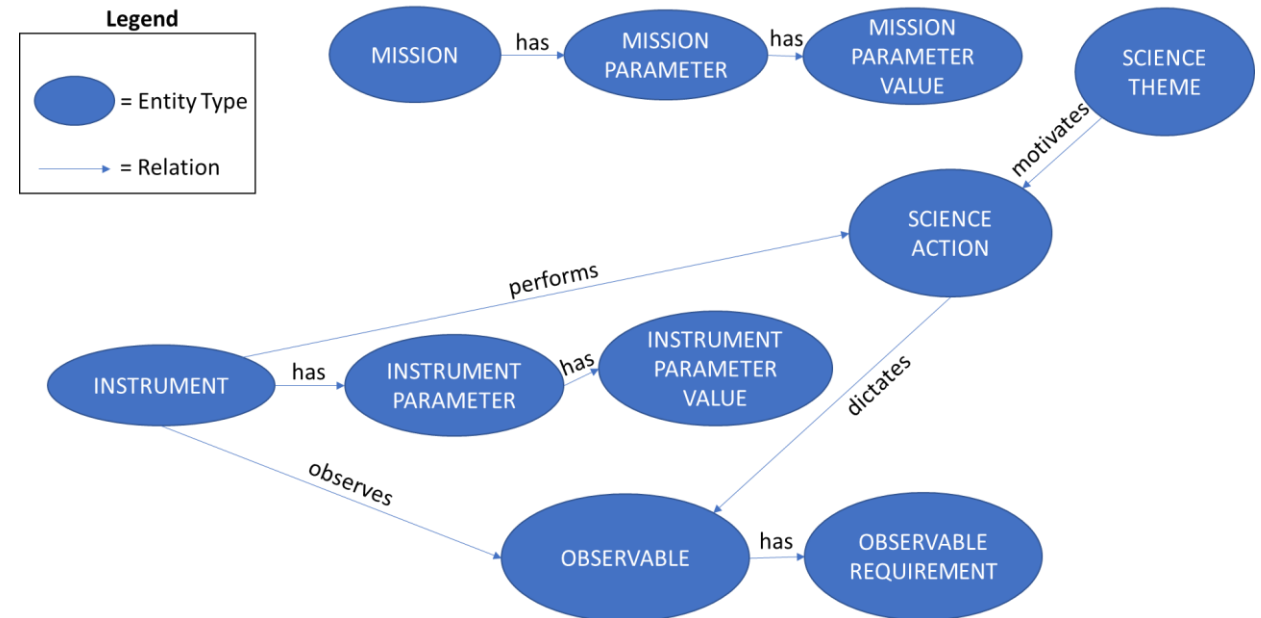 Legend
= Entity Type
= Relation
MISSION
has
MISSION
PARAMETER
has
MISSION
PARAMETER
VALUE
SCIENCE
THEME
motivates
SCIENCE
ACTION
performs
INSTRUMENT
has
INSTRUMENT
PARAMETER
has
INSTRUMENT
PARAMETER
VALUE
dictates
observes
OBSERVABLE
has
OBSERVABLE
REQUIREMENT